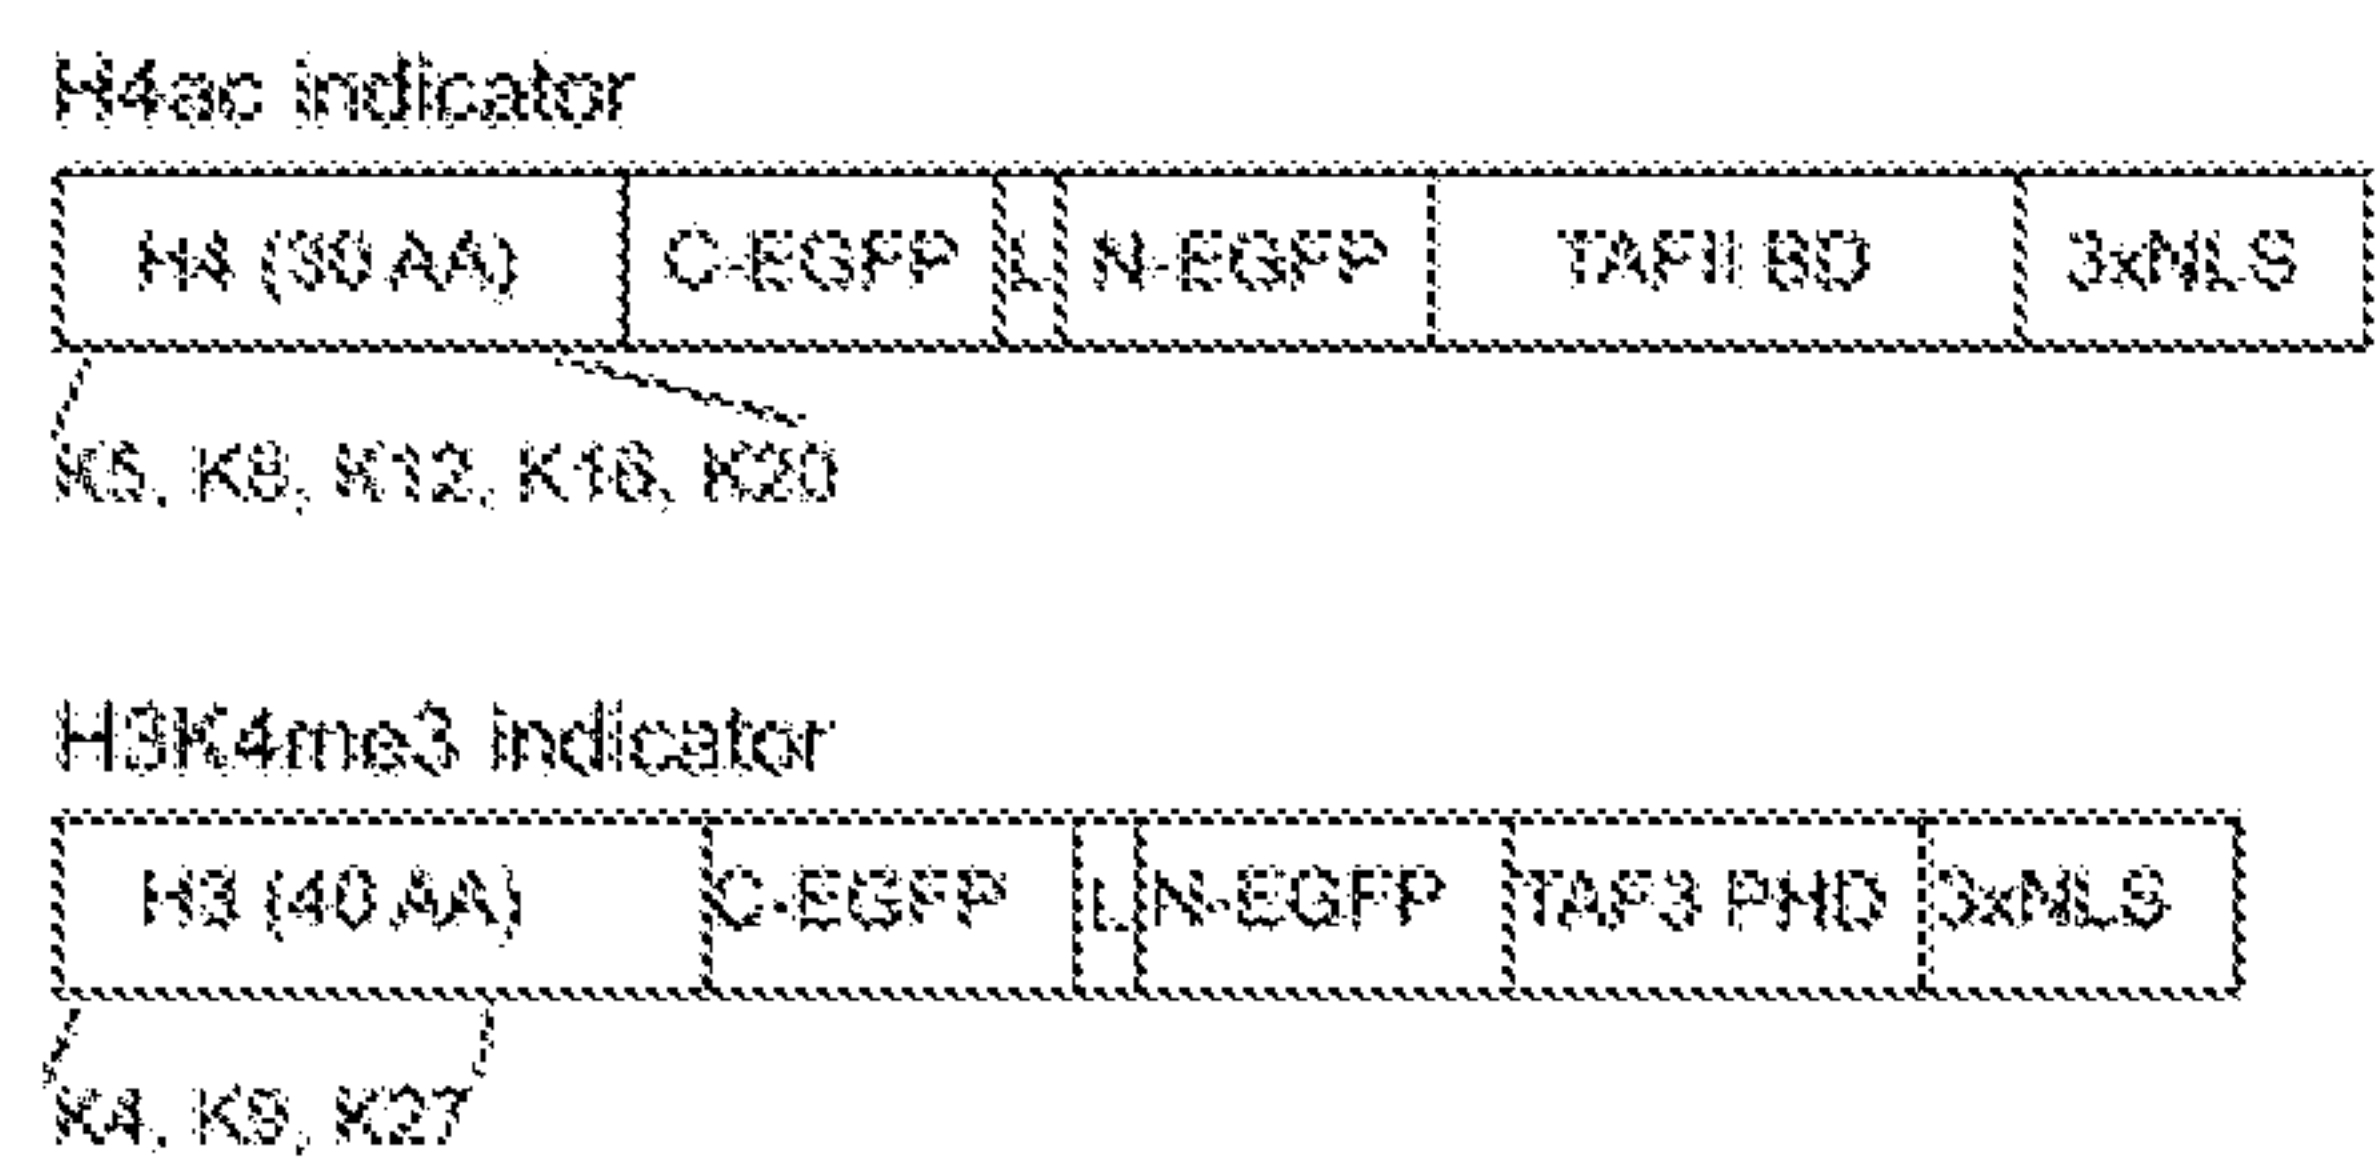 H4ac indicator
H4 (30 AA) C-EGFP L N-EGFP TAFII BD 3xNLS
K5, K8, K12, K16, K20
H3K4me3 indicator
H3 (40 AA) C-EGFP L N-EGFP TAF3 PHD 3xNLS
K4, K9, K27